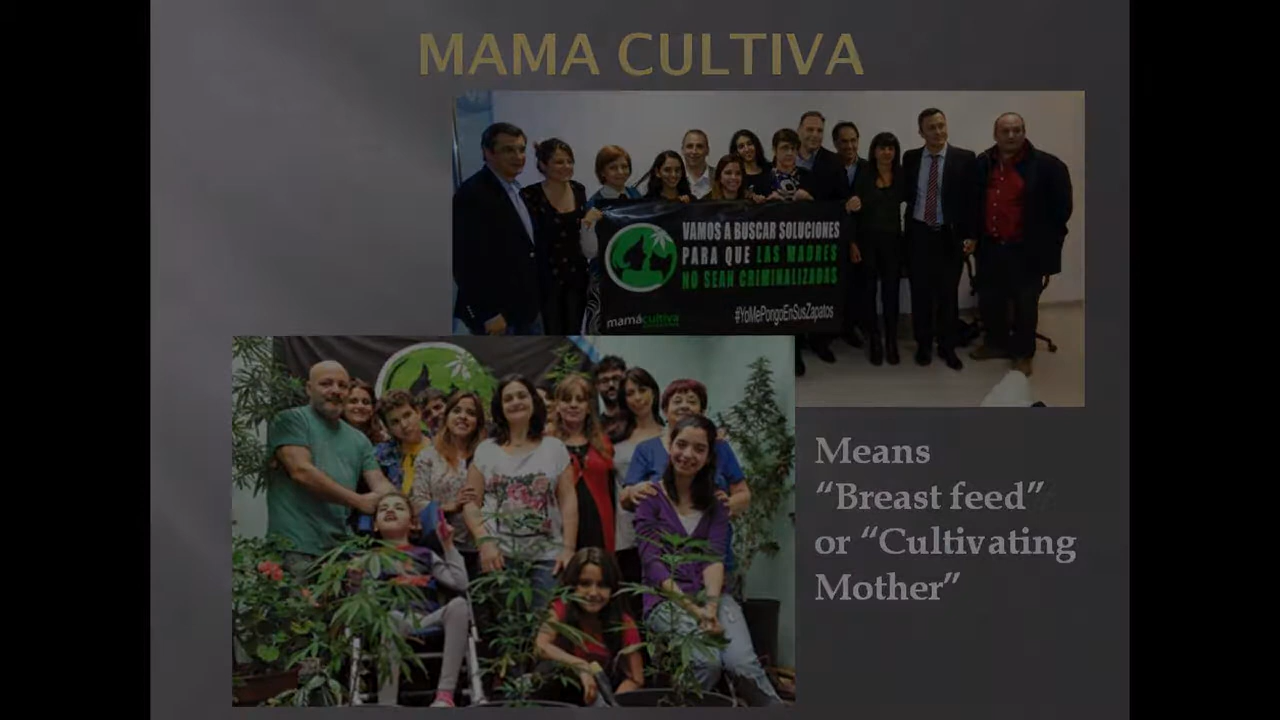 MAMA CULTIVA
VAMOS A BUSCAR SOLUCIONES
PARA QUE LAS MADRES
NO SEAN CRIMINALIZADAS
#YoMePongoEnSusZapatos
mamácultiva
Means
“Breast feed”
or “Cultivating
Mother”